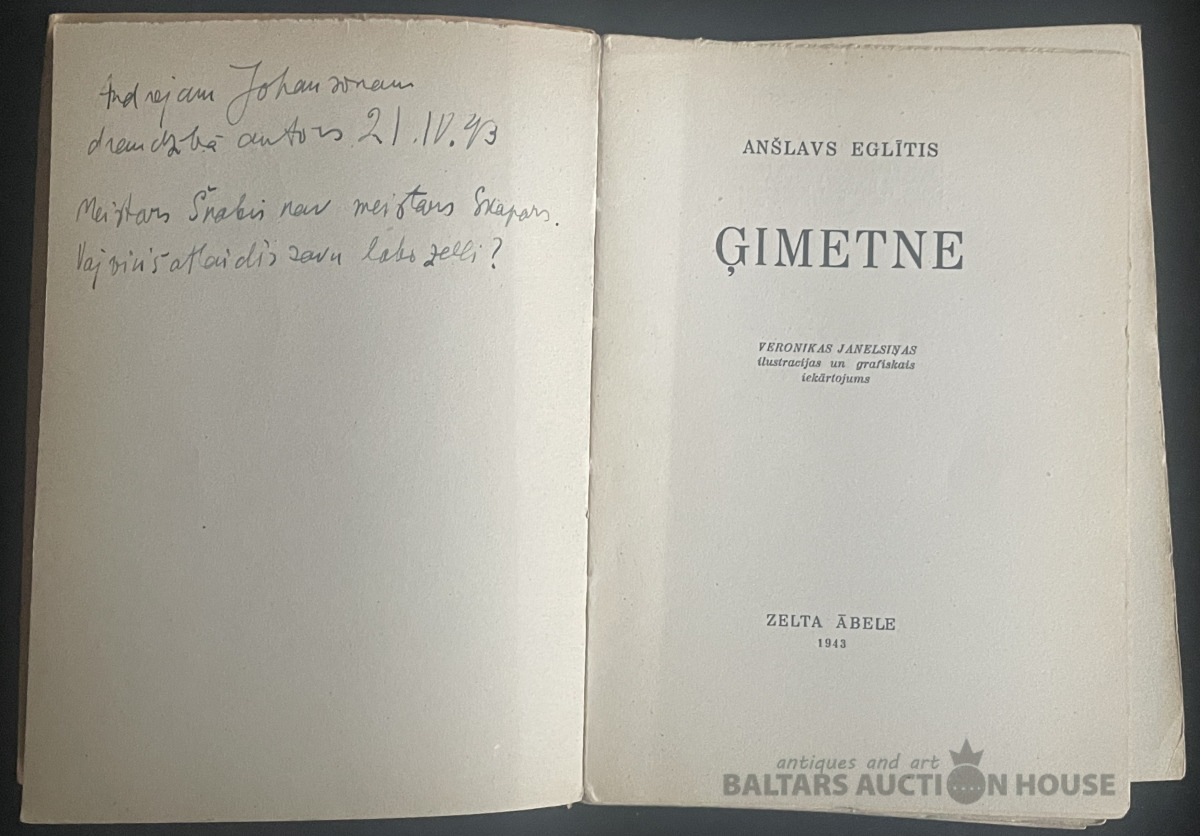 Andrejam Johansonam
draudzībā autors 21.IV.43
Meistars Šnabis nav meistars Skapars.
Vaj viņš atlaidīs savu labo zelli?
ANŠLAVS EGLĪTIS
ĢIMETNE
VERONIKAS JANELSIŅAS
ilustracijas un grafiskais
iekārtojums
ZELTA ĀBELE
1943
antiques and art
BALTARS AUCTION HOUSE